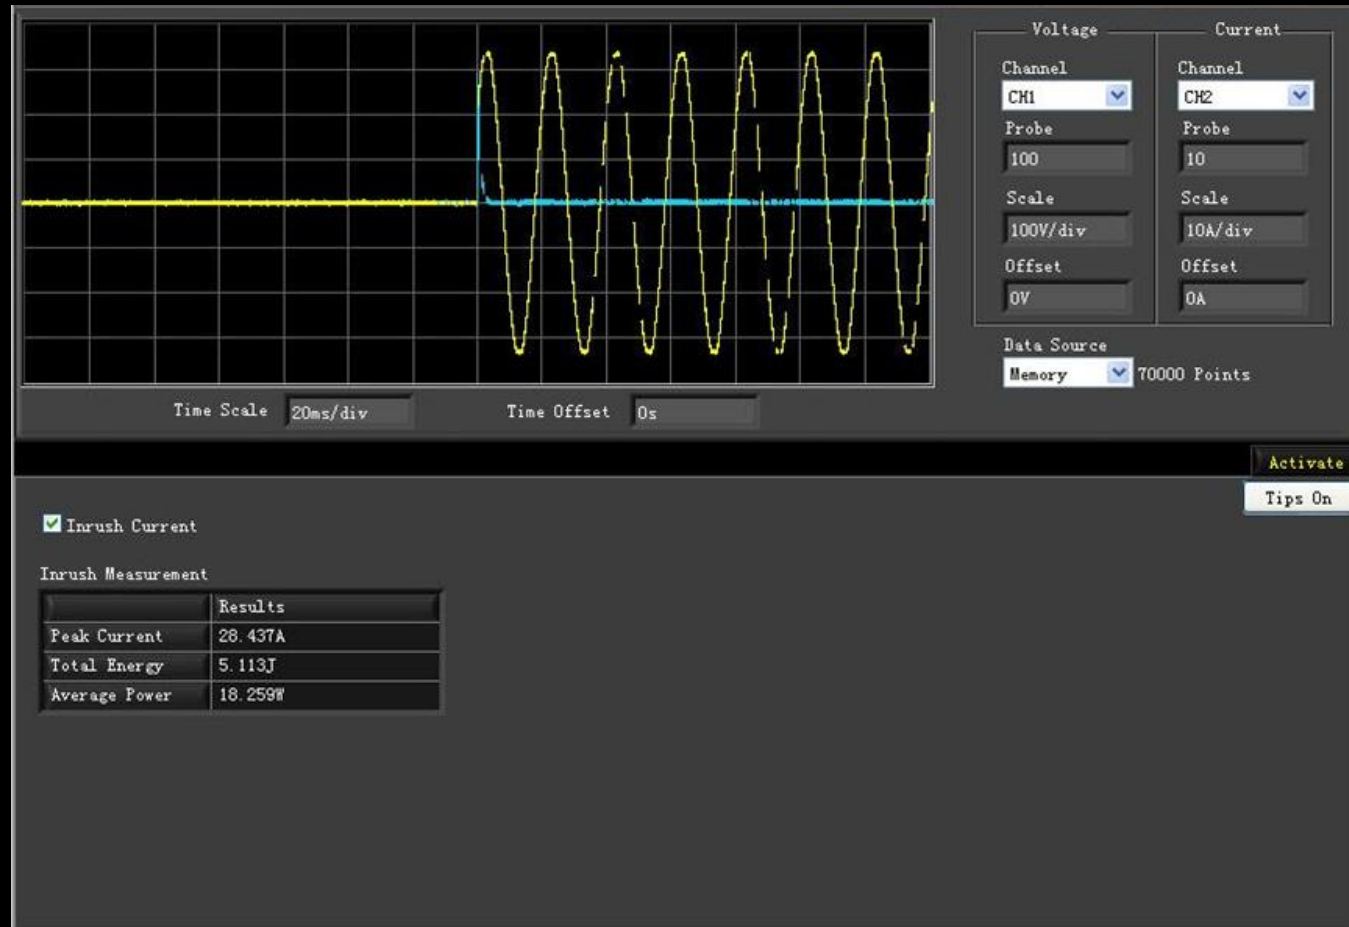 Voltage Current
Channel Channel
CH1 CH2
Probe Probe
100 10
Scale Scale
100V/div 10A/div
Offset Offset
0V 0A
Data Source
Memory 70000 Points
Time Scale 20ms/div Time Offset 0s
Activate
Tips On
Inrush Current
Inrush Measurement
Results
Peak Current 28.437A
Total Energy 5.113J
Average Power 18.259W